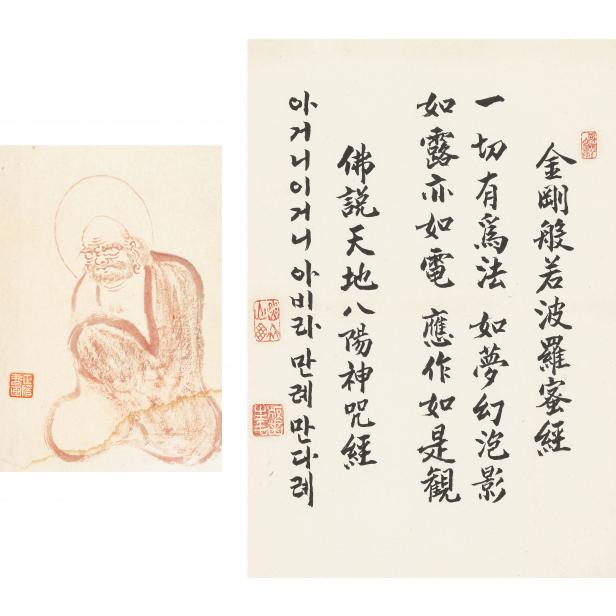 金剛般若波羅蜜經
一切有爲法 如夢幻泡影
如露亦如電 應作如是観
佛説天地八陽神呪經
아거니이거니 아비라 만례 만다례